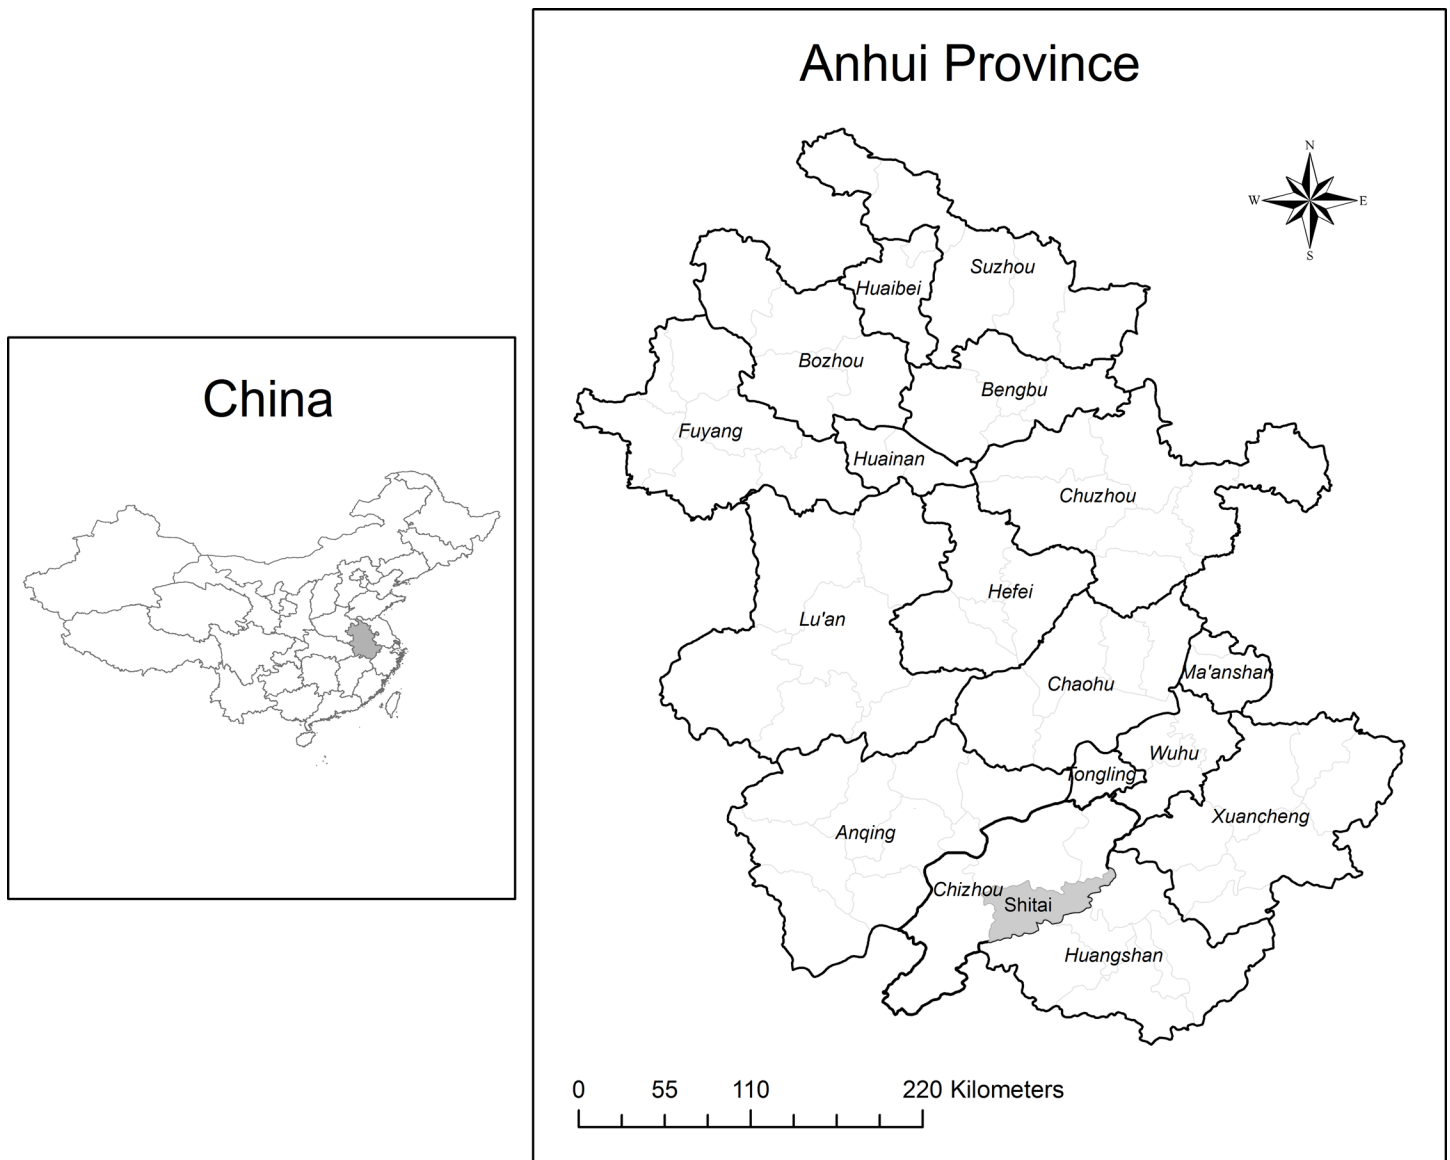 Anhui Province
N
W
E
S
Suzhou
Huaibei
China
Bozhou
Bengbu
Fuyang
Huainan
Chuzhou
Hefei
Lu'an
Ma'anshan
Chaohu
Wuhu
Tongling
Xuancheng
Anqing
Chizhou
Shitai
Huangshan
0 55 110 220 Kilometers